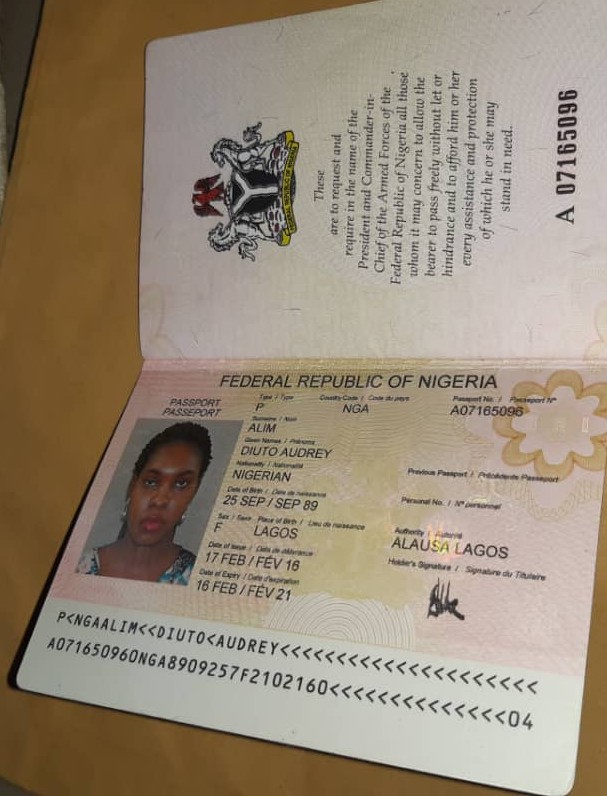 These
are to request and
require in the name of the
President and Commander-in-
Chief of the Armed Forces of the
Federal Republic of Nigeria all those
whom it may concern to allow the
bearer to pass freely without let or
hindrance and to afford him or her
every assistance and protection
of which he or she may
stand in need.
A 07165096
FEDERAL REPUBLIC OF NIGERIA
PASSPORT
PASSEPORT
Type / Type
P
Country Code / Code du pays
NGA
Passport No. / Passeport N°
A07165096
Surname / Nom
ALIM
Given Names / Prénoms
DIUTO AUDREY
Nationality / Nationalité
NIGERIAN
Previous Passport / Précédents Passeport
Date of Birth / Date de naissance
25 SEP / SEP 89
Personal No. / N° personnel
Sex / Sexe
F
Place of Birth / Lieu de naissance
LAGOS
Authority / Autorité
ALAUSA LAGOS
Date of Issue / Date de délivrance
17 FEB / FÉV 16
Holder's Signature / Signature du Titulaire
Date of Expiry / Date d'expiration
16 FEB / FÉV 21
P<NGAALIM<<DIUTO<AUDREY<<<<<<<<<<<<<<<<<<<<<
A071650960NGA8909257F2102160<<<<<<<<<<<<<<04